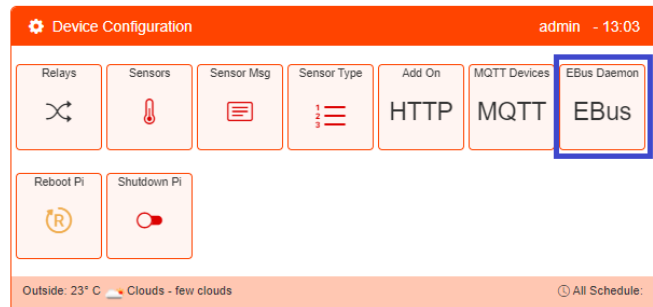 Device Configuration admin - 13:03
Relays Sensors Sensor Msg Sensor Type Add On MQTT Devices EBus Daemon
1
2
3
HTTP MQTT EBus
Reboot Pi Shutdown Pi
R
Outside: 23° C Clouds - few clouds All Schedule: